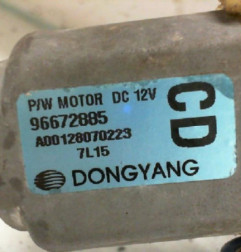 P/W MOTOR DC 12V
96672885
A00128070223
7L15
CD
DONGYANG